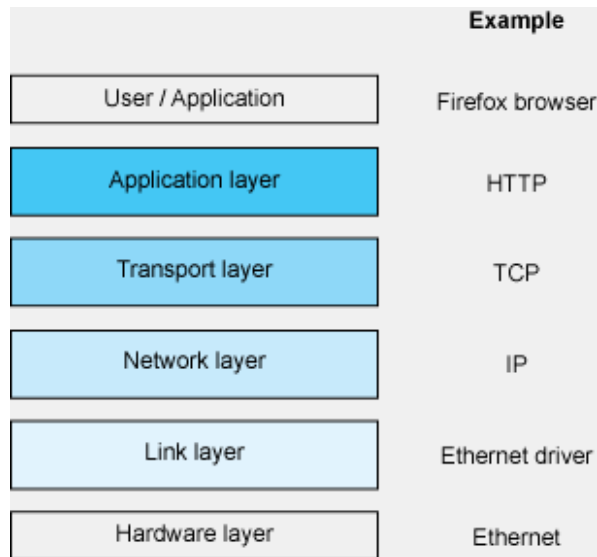 Example
User / Application Firefox browser
Application layer HTTP
Transport layer TCP
Network layer IP
Link layer Ethernet driver
Hardware layer Ethernet